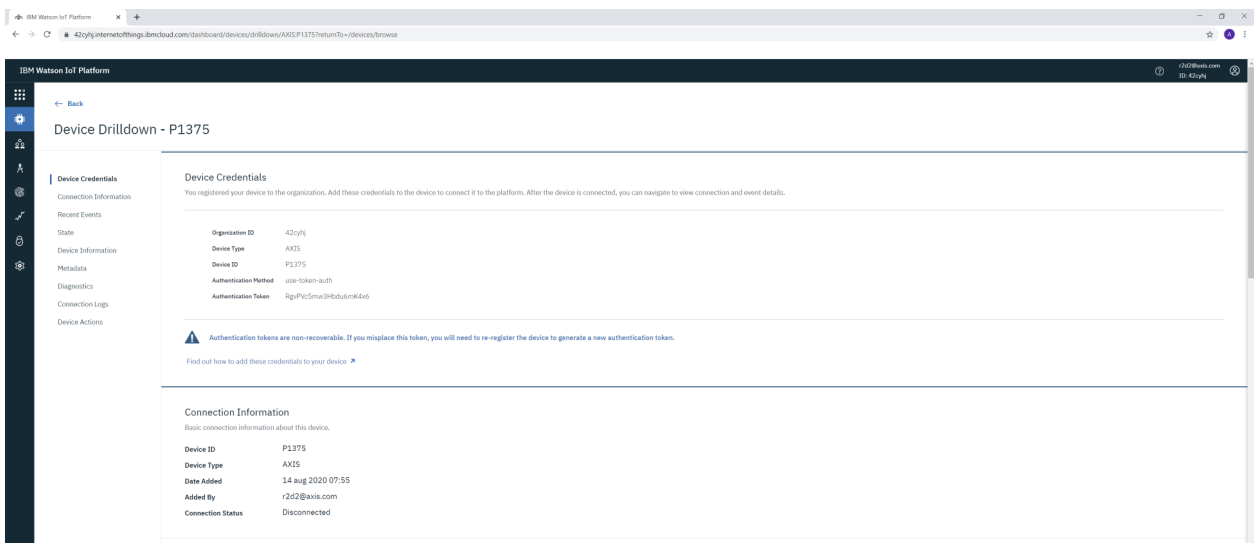 IBM Watson IoT Platform
42cyhj.internetofthings.ibmcloud.com/dashboard/devices/drilldown/AXIS:P1375?returnTo=/devices/browse
A
IBM Watson IoT Platform
r2d2@axis.com
ID: 42cyhj
← Back
Device Drilldown - P1375
Device Credentials
Connection Information
Recent Events
State
Device Information
Metadata
Diagnostics
Connection Logs
Device Actions
Device Credentials
You registered your device to the organization. Add these credentials to the device to connect it to the platform. After the device is connected, you can navigate to view connection and event details.
Organization ID 42cyhj
Device Type AXIS
Device ID P1375
Authentication Method use-token-auth
Authentication Token RgvPVc5mw3Hbdu6mK4x6
Authentication tokens are non-recoverable. If you misplace this token, you will need to re-register the device to generate a new authentication token.
Find out how to add these credentials to your device
Connection Information
Basic connection information about this device.
Device ID P1375
Device Type AXIS
Date Added 14 aug 2020 07:55
Added By r2d2@axis.com
Connection Status Disconnected